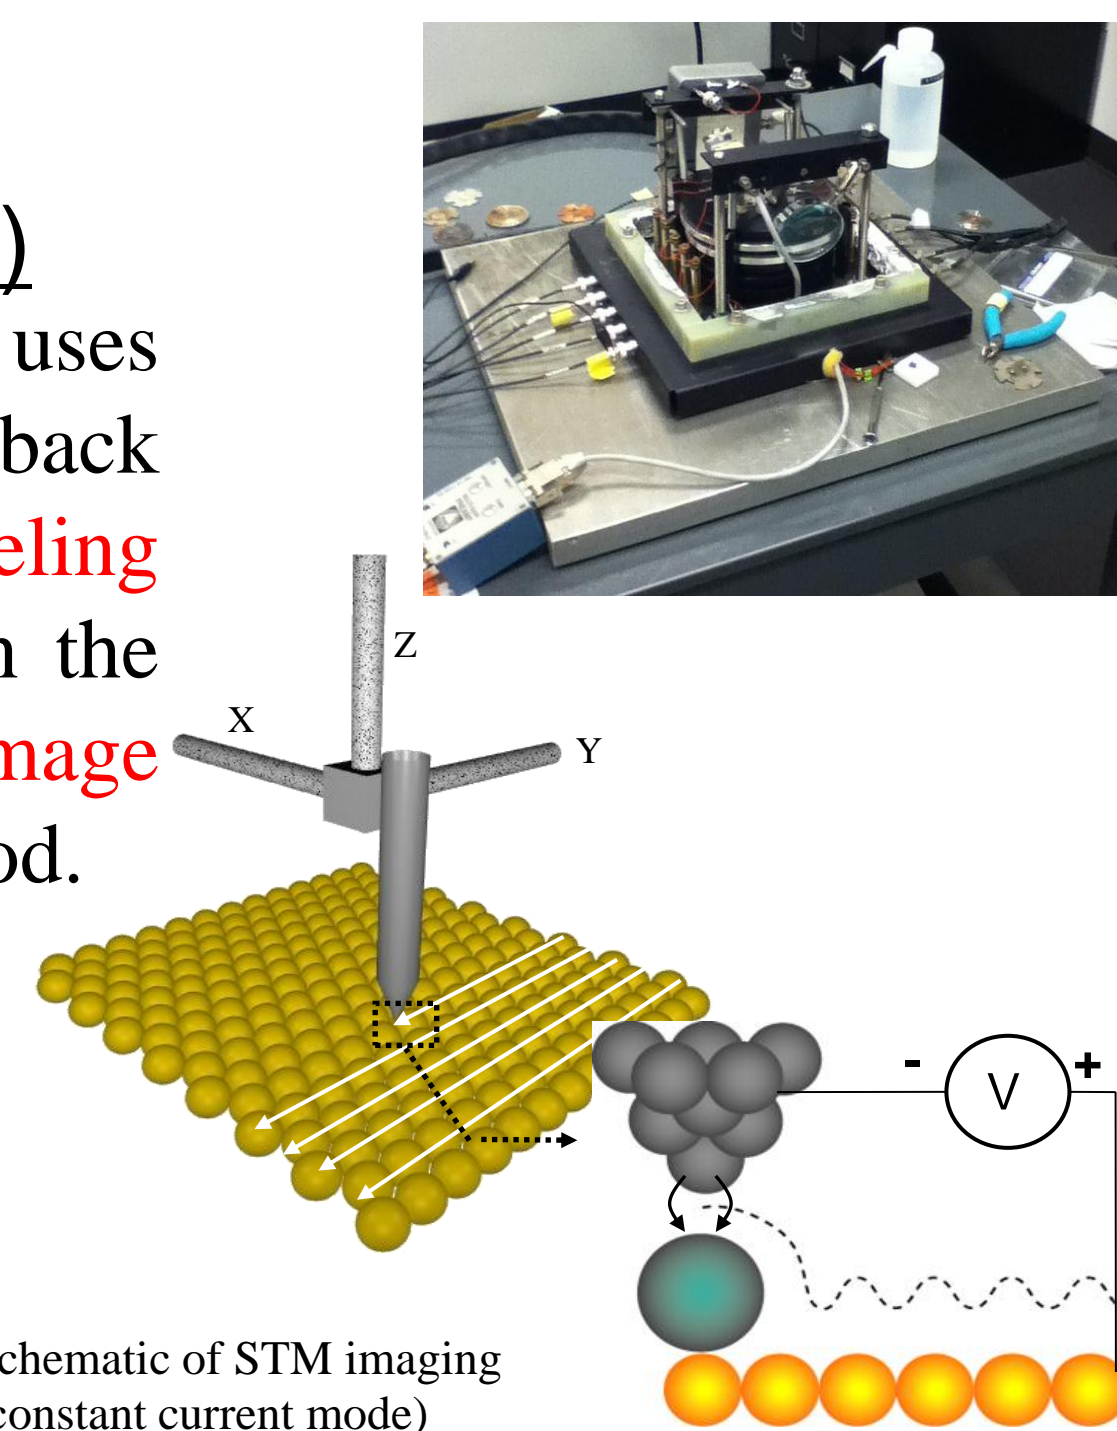 )
uses
back
eling
n the
mage
od.
Z
X
Y
- V +
chematic of STM imaging
constant current mode)